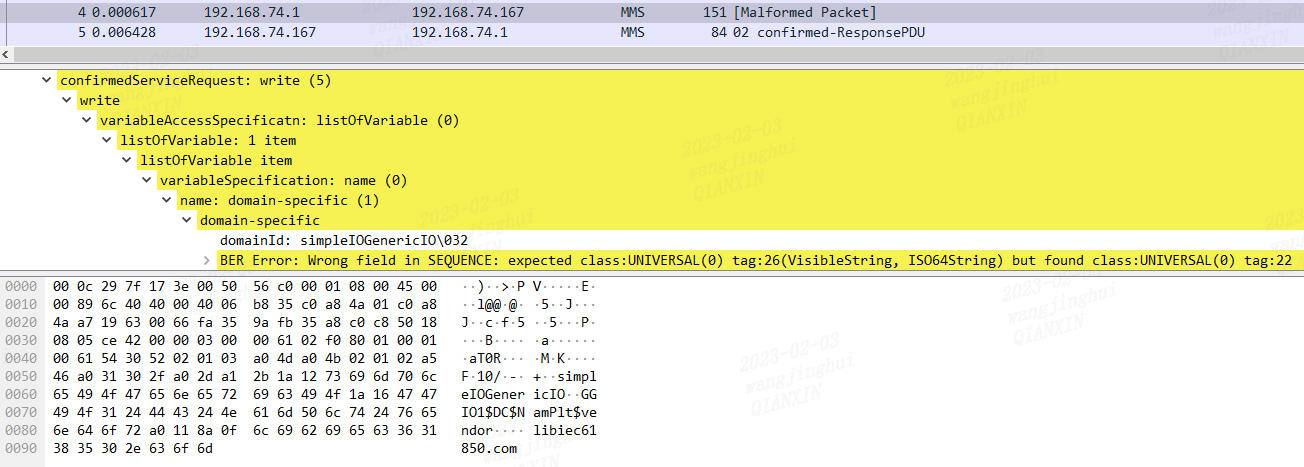 4 0.000617 192.168.74.1 192.168.74.167 MMS 151 [Malformed Packet]
5 0.006428 192.168.74.167 192.168.74.1 MMS 84 02 confirmed-ResponsePDU
confirmedServiceRequest: write (5)
write
variableAccessSpecificatn: listOfVariable (0)
listOfVariable: 1 item
listOfVariable item
variableSpecification: name (0)
name: domain-specific (1)
domain-specific
domainId: simpleIOGenericIO\032
BER Error: Wrong field in SEQUENCE: expected class:UNIVERSAL(0) tag:26(VisibleString, ISO64String) but found class:UNIVERSAL(0) tag:22
0000 00 0c 29 7f 17 3e 00 50 56 c0 00 01 08 00 45 00 ··)··>·P V·····E·
0010 00 89 6c 40 40 00 40 06 b8 35 c0 a8 4a 01 c0 a8 ··l@@·@· ·5··J···
0020 4a a7 19 63 00 66 fa 35 9a fb 35 a8 c0 c8 50 18 J··c·f·5 ··5···P·
0030 08 05 ce 42 00 00 03 00 00 61 02 f0 80 01 00 01 ···B···· ·a······
0040 00 61 54 30 52 02 01 03 a0 4d a0 4b 02 01 02 a5 ·aT0R··· ·M·K····
0050 46 a0 31 30 2f a0 2d a1 2b 1a 12 73 69 6d 70 6c F·10/·-· +··simpl
0060 65 49 4f 47 65 6e 65 72 69 63 49 4f 1a 16 47 47 eIOGener icIO··GG
0070 49 4f 31 24 44 43 24 4e 61 6d 50 6c 74 24 76 65 IO1$DC$N amPlt$ve
0080 6e 64 6f 72 a0 11 8a 0f 6c 69 62 69 65 63 36 31 ndor···· libiec61
0090 38 35 30 2e 63 6f 6d 850.com
2023-02-03
wangjinghui
QIANXIN